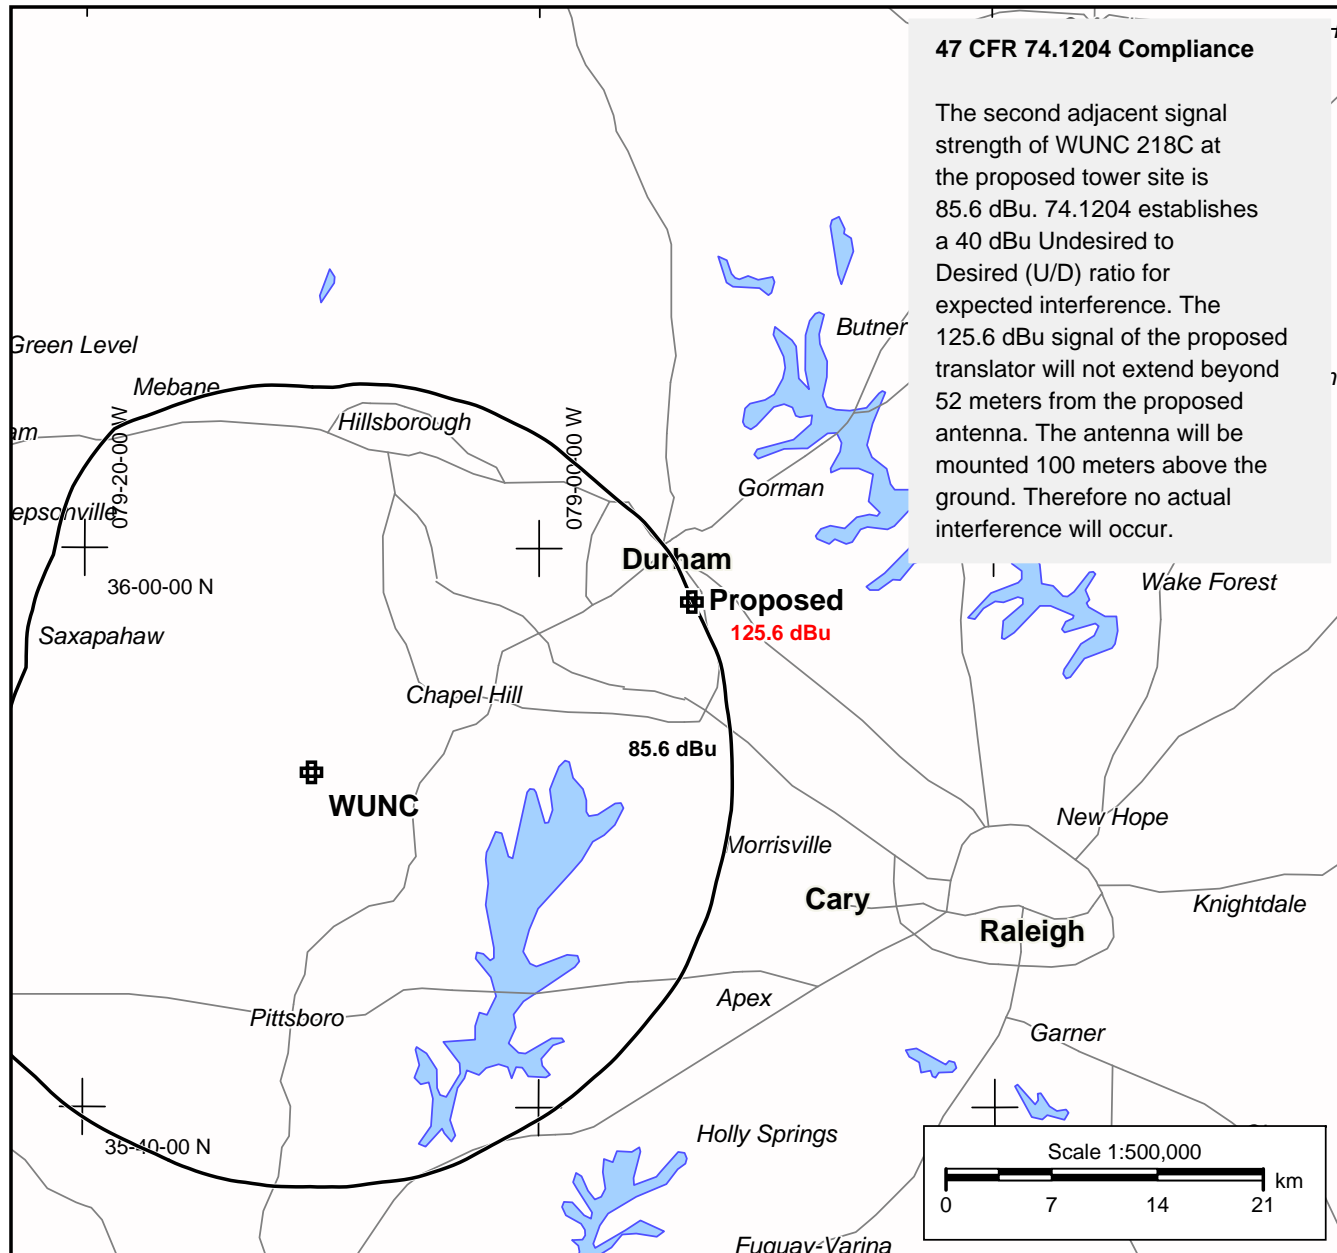 47 CFR 74.1204 Compliance
The second adjacent signal
strength of WUNC 218C at
the proposed tower site is
85.6 dBu. 74.1204 establishes
a 40 dBu Undesired to
Desired (U/D) ratio for
expected interference. The
125.6 dBu signal of the proposed
translator will not extend beyond
52 meters from the proposed
antenna. The antenna will be
mounted 100 meters above the
ground. Therefore no actual
interference will occur.
Butner
Green Level
Mebane
Hillsborough
am
079-20-00 W
079-00-00 W
Gorman
epsonville
Durham
36-00-00 N
Wake Forest
Proposed
125.6 dBu
Saxapahaw
Chapel Hill
85.6 dBu
WUNC
New Hope
Morrisville
Cary
Knightdale
Raleigh
Apex
Pittsboro
Garner
Holly Springs
35-40-00 N
Scale 1:500,000
km
0 7 14 21
Fuquay-Varina